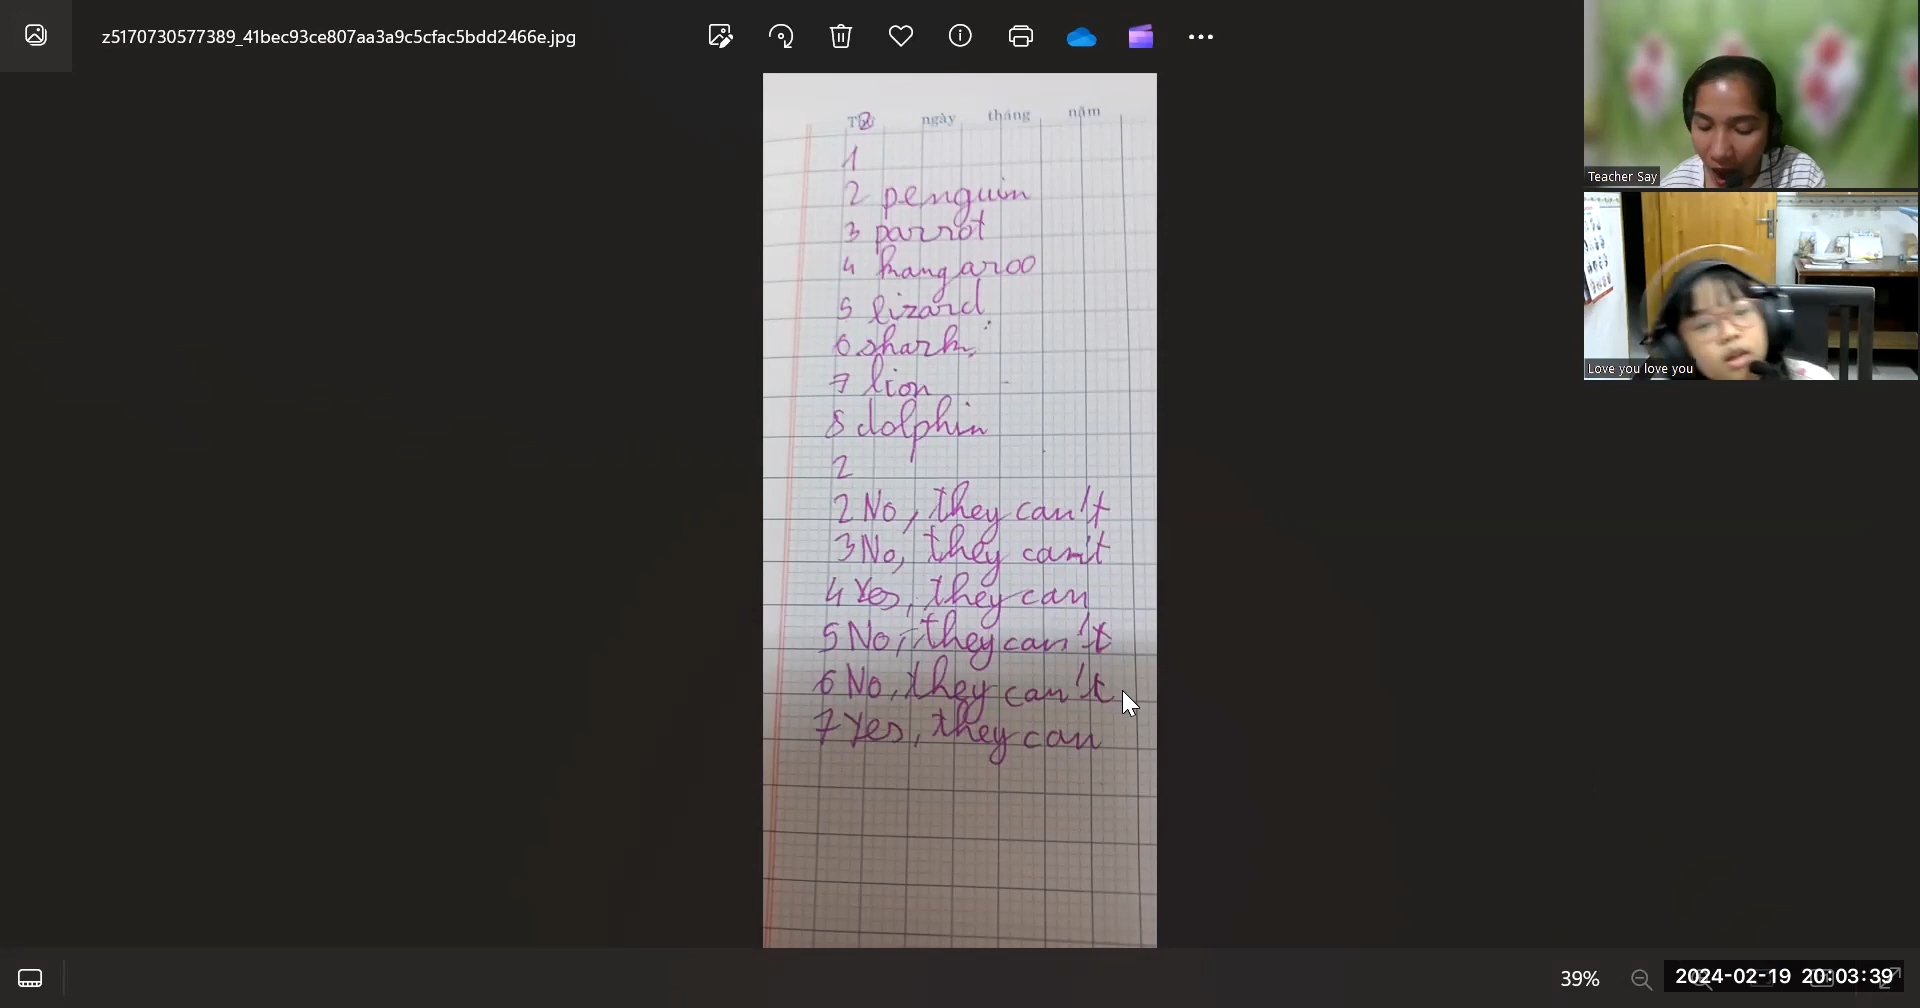 z5170730577389_41bec93ce807aa3a9c5cfac5bdd2466e.jpg
ngày tháng năm
1
2 penguin
3 parrot
4 kangaroo
5 lizard
6 shark
7 lion
8 dolphin
2
2 No, they can't
3 No, they can't
4 Yes, they can
5 No, they can't
6 No, they can't
7 Yes, they can
Teacher Say
Love you love you
39%
2024-02-19 20:03:39